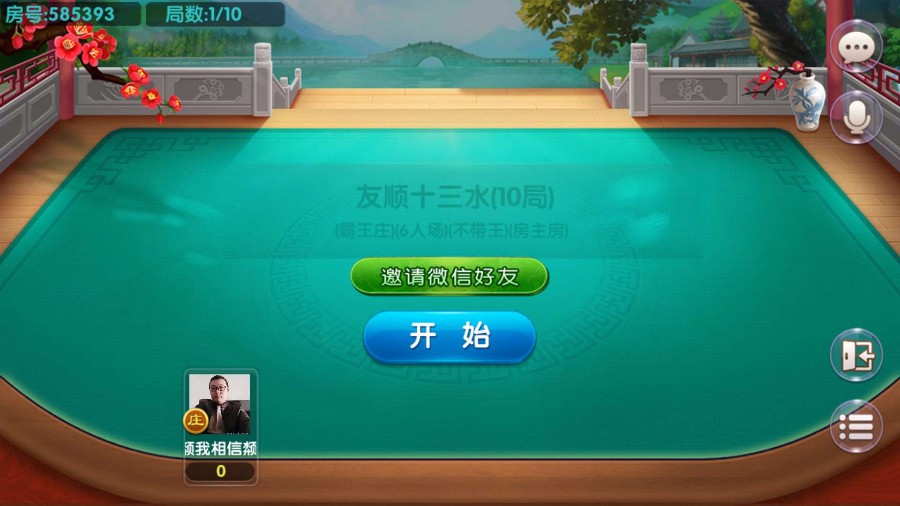 房号:585393
局数:1/10
友顺十三水(10局)
(霸王庄)(6人场)(不带王)(房主房)
邀请微信好友
开 始
庄
我相信
0